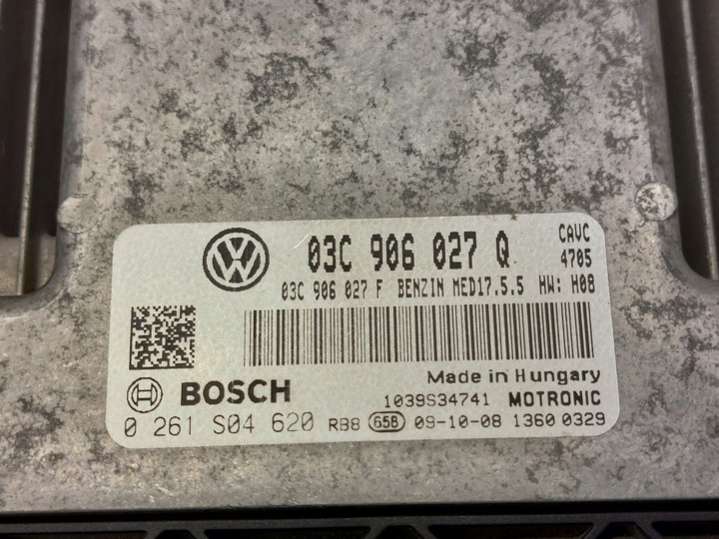 03C 906 027 Q CAVC
4705
03C 906 027 F BENZIN MED17.5.5 HW: H08
Made in Hungary
BOSCH 1039S34741 MOTRONIC
0 261 S04 620 RB8 65B 09-10-08 1360 0329